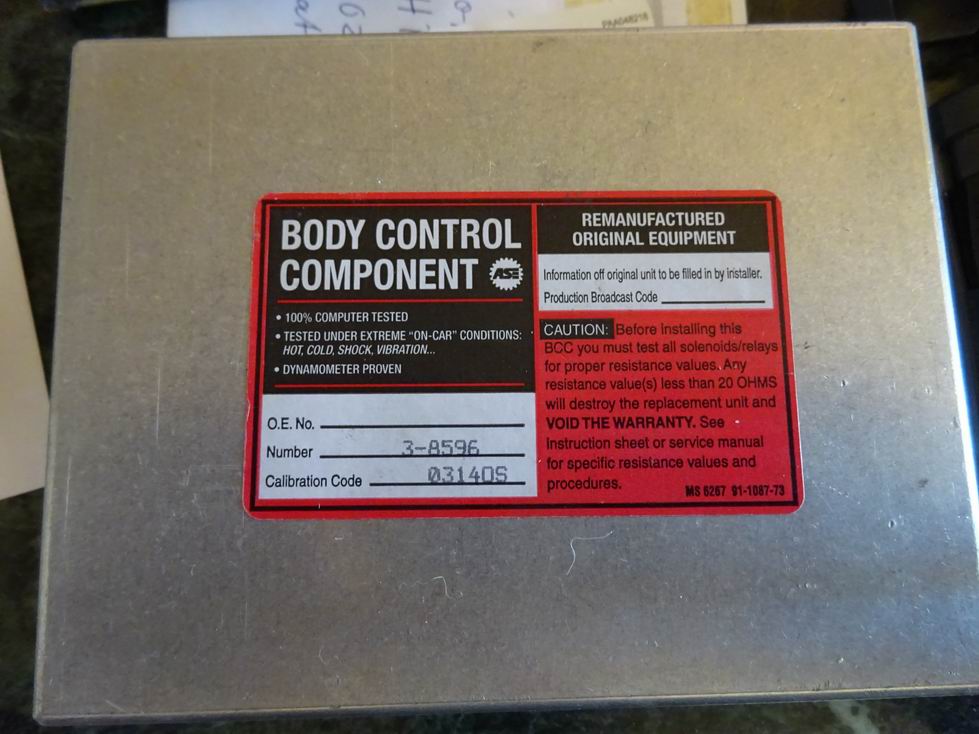 PAA048218
BODY CONTROL
COMPONENT ASE
• 100% COMPUTER TESTED
• TESTED UNDER EXTREME "ON-CAR" CONDITIONS:
HOT, COLD, SHOCK, VIBRATION...
• DYNAMOMETER PROVEN
O.E. No.
Number 3-8596
Calibration Code 0314OS
REMANUFACTURED
ORIGINAL EQUIPMENT
Information off original unit to be filled in by installer.
Production Broadcast Code
CAUTION: Before installing this
BCC you must test all solenoids/relays
for proper resistance values. Any
resistance value(s) less than 20 OHMS
will destroy the replacement unit and
VOID THE WARRANTY. See
instruction sheet or service manual
for specific resistance values and
procedures.
MS 6267 91-1087-73